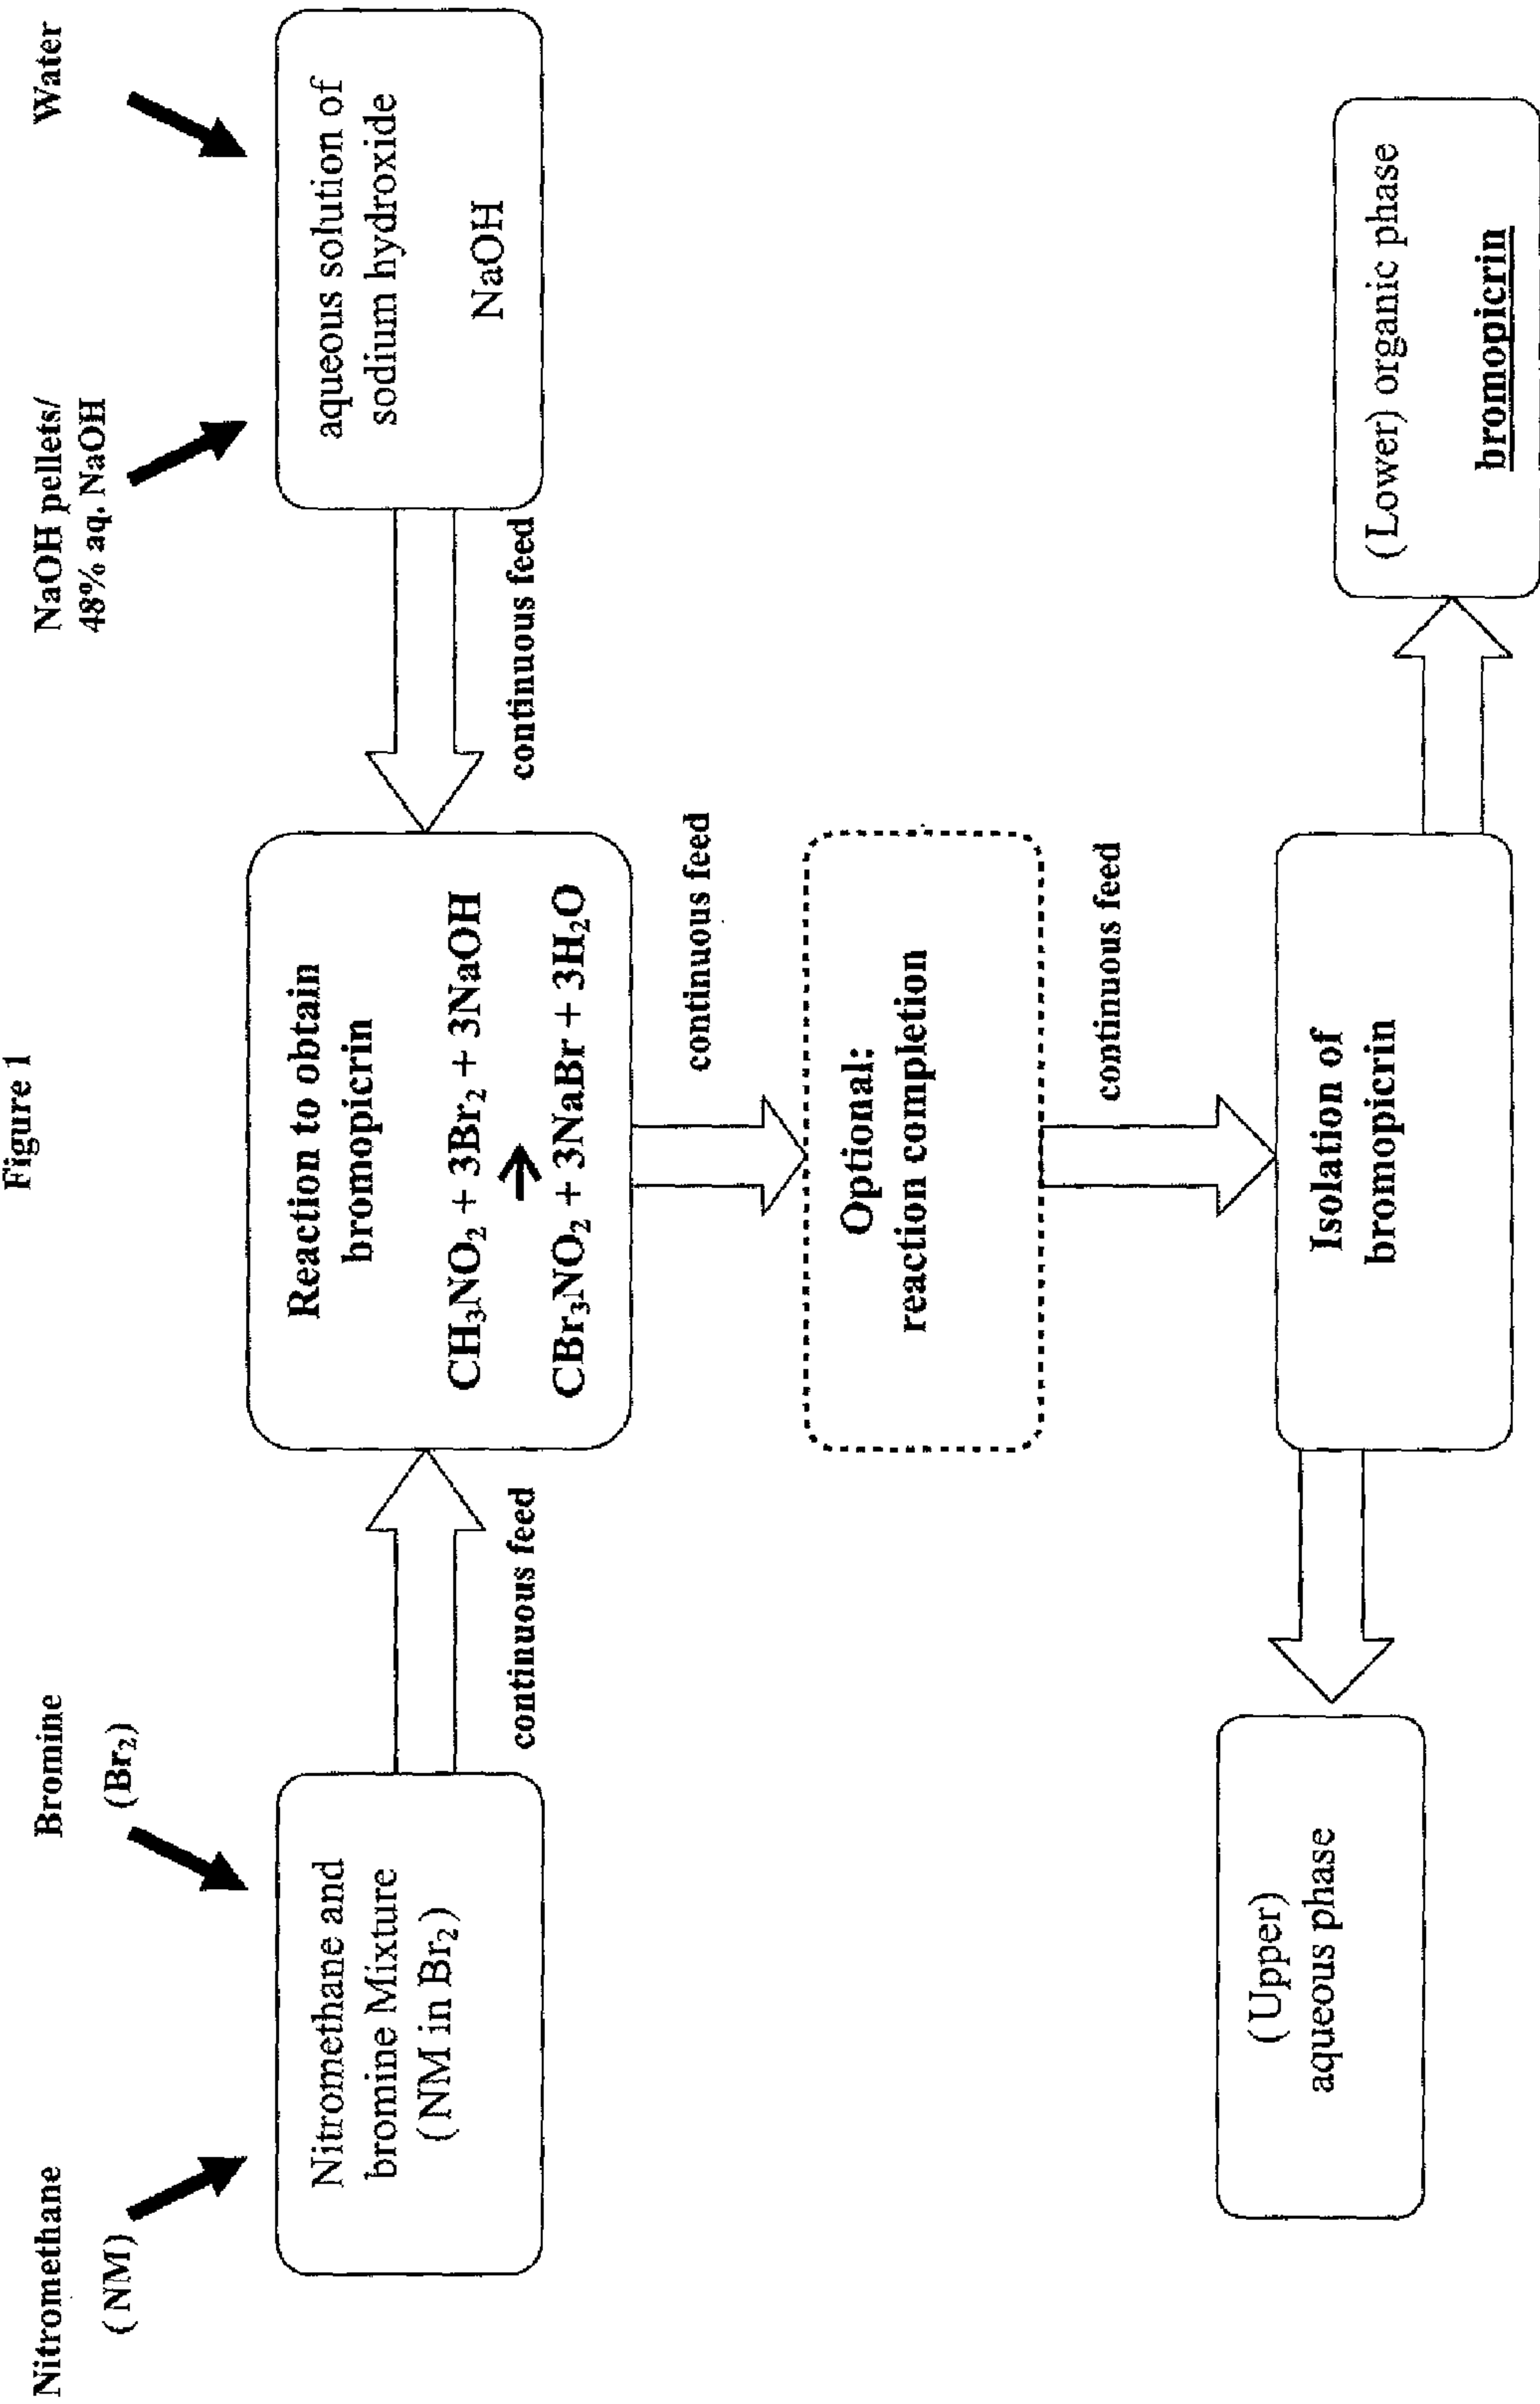 Figure 1
Nitromethane
(NM)
Bromine
(Br₂)
NaOH pellets/
48% aq. NaOH
Water
Nitromethane and
bromine Mixture
(NM in Br₂)
continuous feed
Reaction to obtain
bromopicrin
CH₃NO₂ + 3Br₂ + 3NaOH
→
CBr₃NO₂ + 3NaBr + 3H₂O
continuous feed
aqueous solution of
sodium hydroxide
NaOH
continuous feed
Optional:
reaction completion
continuous feed
Isolation of
bromopicrin
(Upper)
aqueous phase
(Lower) organic phase
bromopicrin